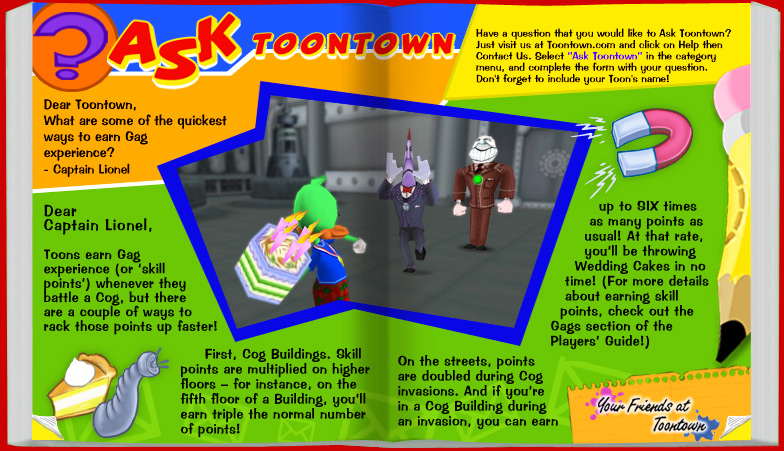 ASK TOONTOWN
Have a question that you would like to Ask Toontown?
Just visit us at Toontown.com and click on Help then
Contact Us. Select "Ask Toontown" in the category
menu, and complete the form with your question.
Don't forget to include your Toon's name!
Dear Toontown,
What are some of the quickest
ways to earn Gag
experience?
- Captain Lionel
Dear
Captain Lionel,
Toons earn Gag
experience (or 'skill
points') whenever they
battle a Cog, but there
are a couple of ways to
rack those points up faster!
First, Cog Buildings. Skill
points are multiplied on higher
floors – for instance, on the
fifth floor of a Building, you'll
earn triple the normal number
of points!
On the streets, points
are doubled during Cog
invasions. And if you're
in a Cog Building during
an invasion, you can earn
up to SIX times
as many points as
usual! At that rate,
you'll be throwing
Wedding Cakes in no
time! (For more details
about earning skill
points, check out the
Gags section of the
Players' Guide!)
Your Friends at
Toontown